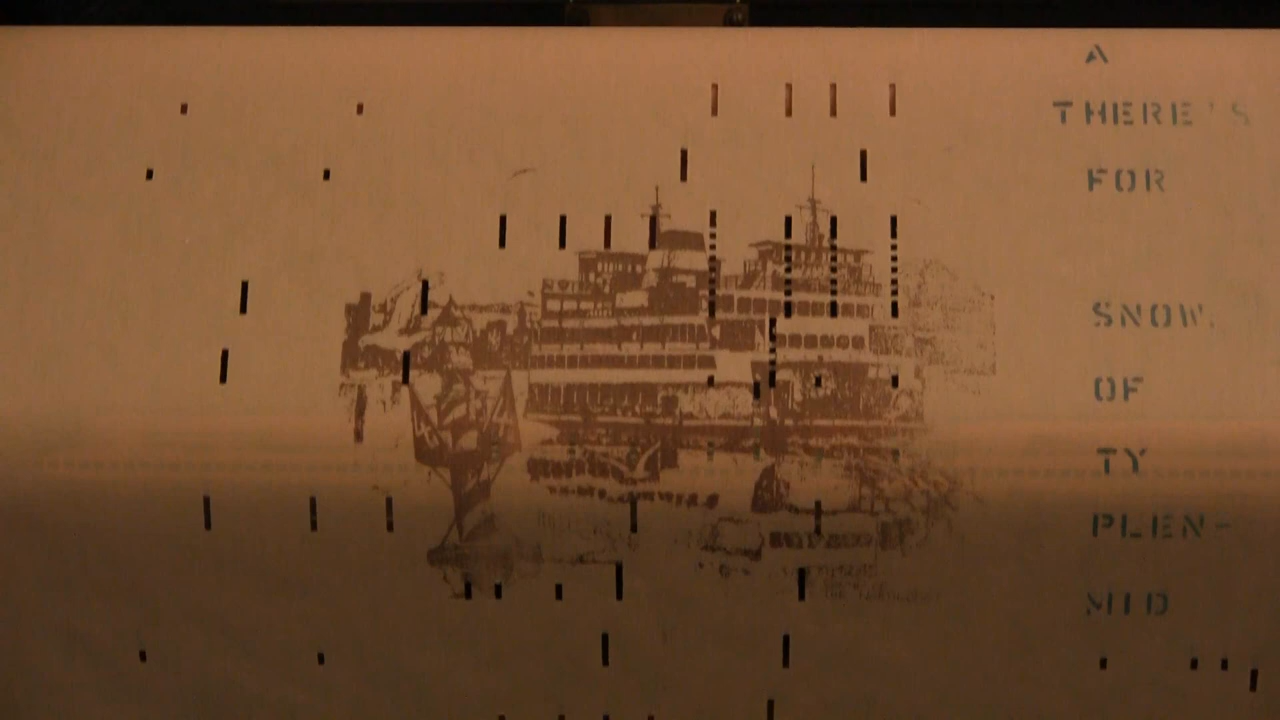 A
THERE'S
FOR
SNOW,
OF
TY
PLEN-
MID